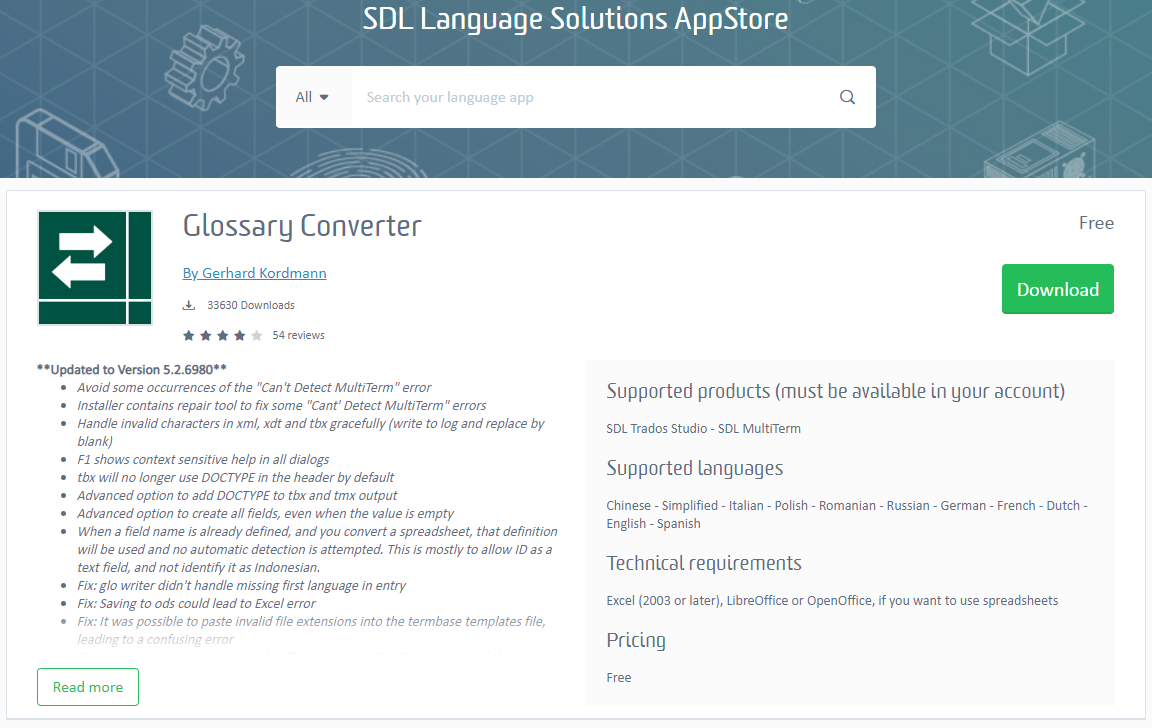 SDL Language Solutions AppStore
All
Search your language app
Glossary Converter
Free
By Gerhard Kordmann
Download
33630 Downloads
54 reviews
**Updated to Version 5.2.6980**
Avoid some occurrences of the "Can't Detect MultiTerm" error
Installer contains repair tool to fix some "Cant' Detect MultiTerm" errors
Handle invalid characters in xml, xdt and tbx gracefully (write to log and replace by
blank)
F1 shows context sensitive help in all dialogs
tbx will no longer use DOCTYPE in the header by default
Advanced option to add DOCTYPE to tbx and tmx output
Advanced option to create all fields, even when the value is empty
When a field name is already defined, and you convert a spreadsheet, that definition
will be used and no automatic detection is attempted. This is mostly to allow ID as a
text field, and not identify it as Indonesian.
Fix: glo writer didn't handle missing first language in entry
Fix: Saving to ods could lead to Excel error
Fix: It was possible to paste invalid file extensions into the termbase templates file,
leading to a confusing error
Read more
Supported products (must be available in your account)
SDL Trados Studio - SDL MultiTerm
Supported languages
Chinese - Simplified - Italian - Polish - Romanian - Russian - German - French - Dutch -
English - Spanish
Technical requirements
Excel (2003 or later), LibreOffice or OpenOffice, if you want to use spreadsheets
Pricing
Free